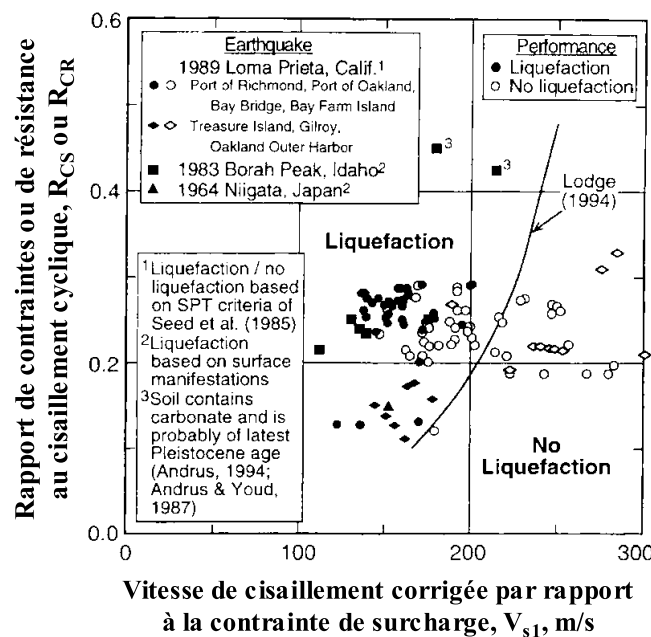 Rapport de contraintes ou de résistance
au cisaillement cyclique, R_CS ou R_CR
0.6
0.4
0.2
0.0
Earthquake
1989 Loma Prieta, Calif.¹
Port of Richmond, Port of Oakland,
Bay Bridge, Bay Farm Island
Treasure Island, Gilroy,
Oakland Outer Harbor
1983 Borah Peak, Idaho²
1964 Niigata, Japan²
Performance
Liquefaction
No liquefaction
3
3
Lodge
(1994)
Liquefaction
¹Liquefaction / no
liquefaction based
on SPT criteria of
Seed et al. (1985)
²Liquefaction
based on surface
manifestations
³Soil contains
carbonate and is
probably of latest
Pleistocene age
(Andrus, 1994;
Andrus & Youd,
1987)
No
Liquefaction
0 100 200 300
Vitesse de cisaillement corrigée par rapport
à la contrainte de surcharge, V_s1, m/s